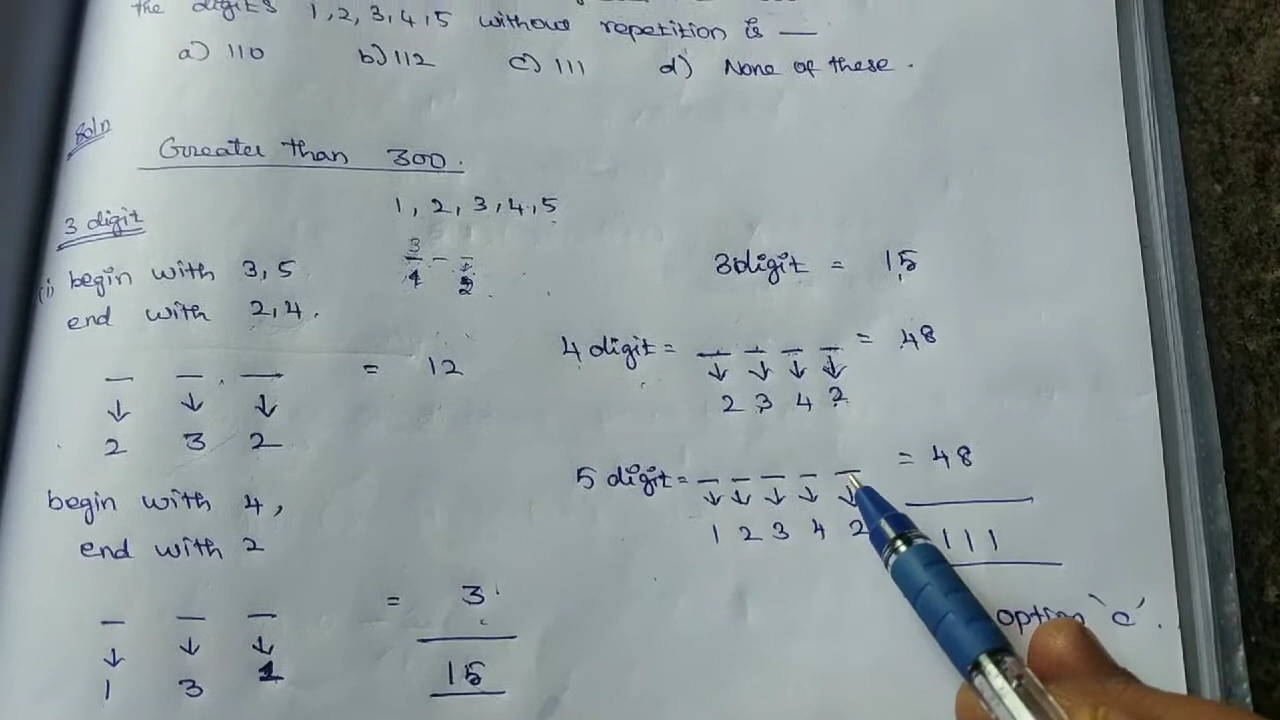 the digits 1,2,3,4,5 without repetition is —
a) 110 b) 112 c) 111 d) None of these.
Soln
Greater than 300.
3 digit
1, 2, 3, 4, 5
3
1 2
(i) begin with 3, 5
end with 2, 4.
= 12
2 3 2
begin with 4,
end with 2
= 3
1 3 1
15
3digit = 15
4 digit = = 48
2 3 4 2
5 digit = = 48
1 2 3 4 2
111
option 'c'.